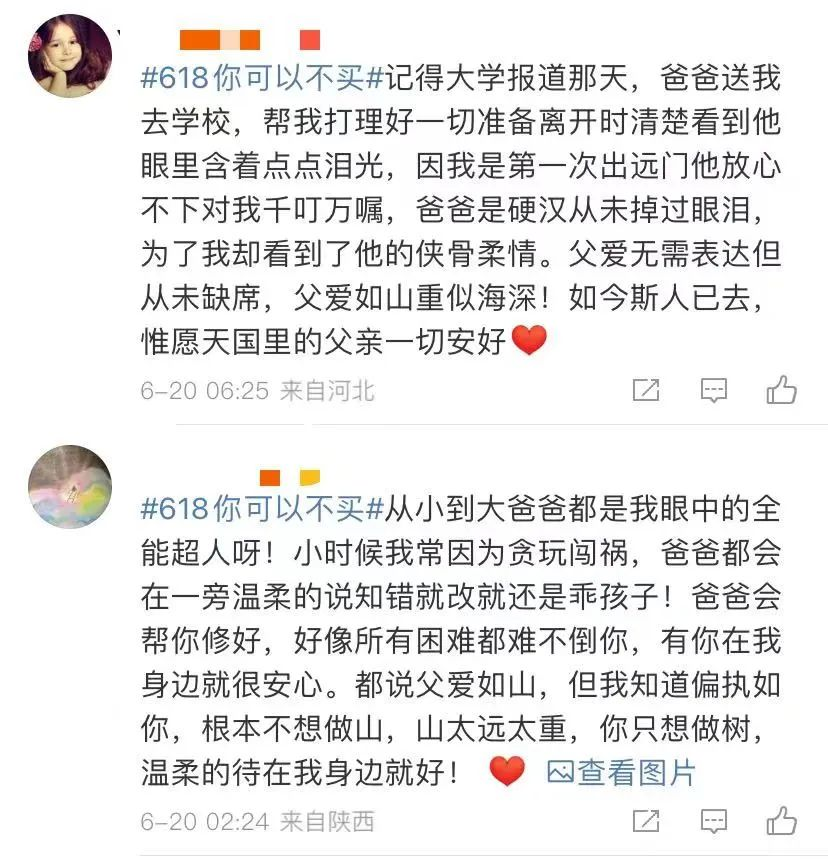 #618你可以不买#记得大学报道那天，爸爸送我
去学校，帮我打理好一切准备离开时清楚看到他
眼里含着点点泪光，因我是第一次出远门他放心
不下对我千叮万嘱，爸爸是硬汉从未掉过眼泪，
为了我却看到了他的侠骨柔情。父爱无需表达但
从未缺席，父爱如山重似海深！如今斯人已去，
惟愿天国里的父亲一切安好❤️
6-20 06:25 来自河北
#618你可以不买#从小到大爸爸都是我眼中的全
能超人呀！小时候我常因为贪玩闯祸，爸爸都会
在一旁温柔的说知错就改就还是乖孩子！爸爸会
帮你修好，好像所有困难都难不倒你，有你在我
身边就很安心。都说父爱如山，但我知道偏执如
你，根本不想做山，山太远太重，你只想做树，
温柔的待在我身边就好！ ❤️ 查看图片
6-20 02:24 来自陕西